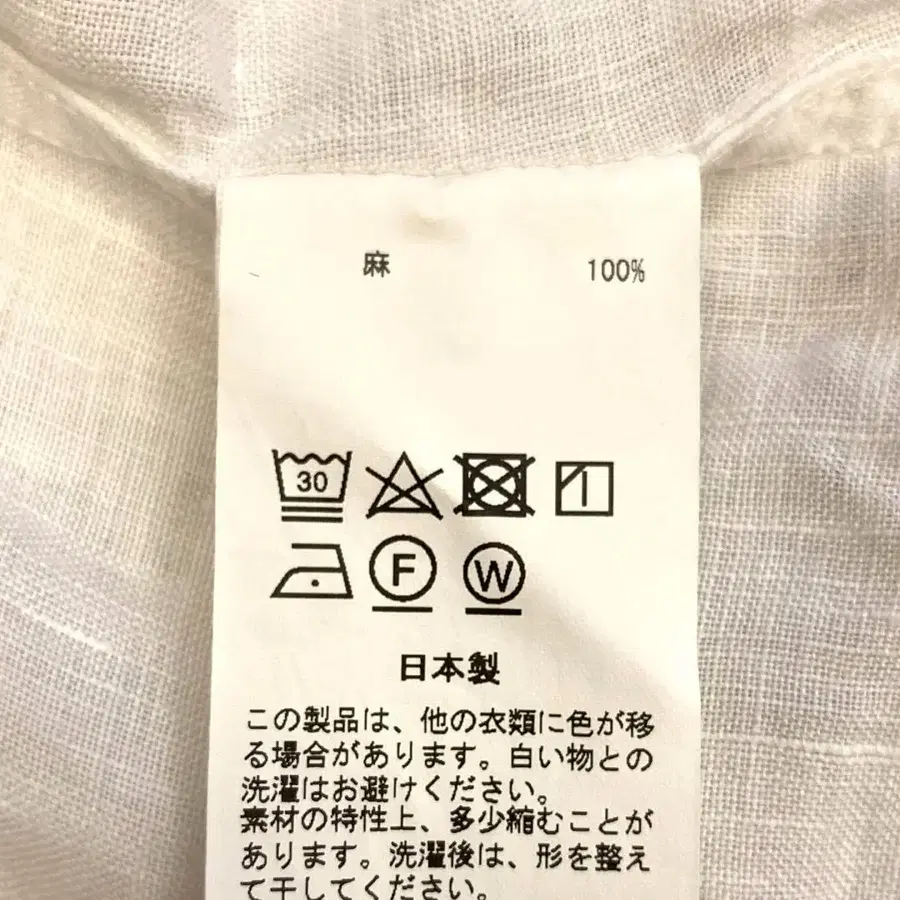 麻 100%
30
F W
日本製
この製品は、他の衣類に色が移
る場合があります。白い物との
洗濯はお避けください。
素材の特性上、多少縮むことが
あります。洗濯後は、形を整え
て干してください。